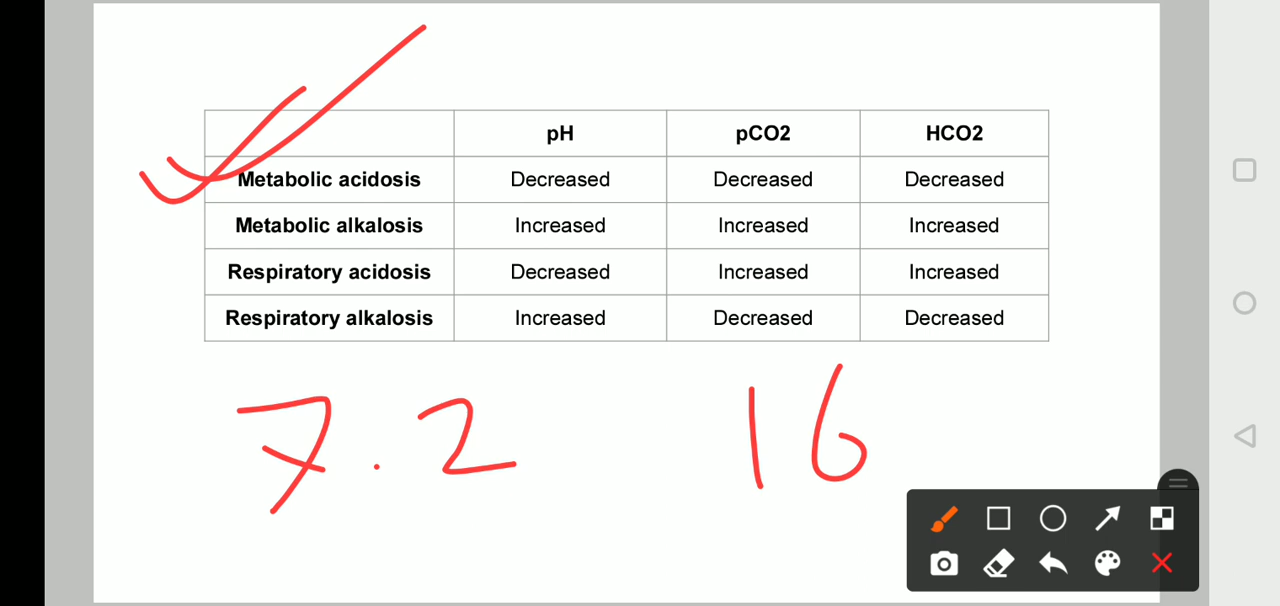 pH pCO2 HCO2
Metabolic acidosis Decreased Decreased Decreased
Metabolic alkalosis Increased Increased Increased
Respiratory acidosis Decreased Increased Increased
Respiratory alkalosis Increased Decreased Decreased
7.2 16